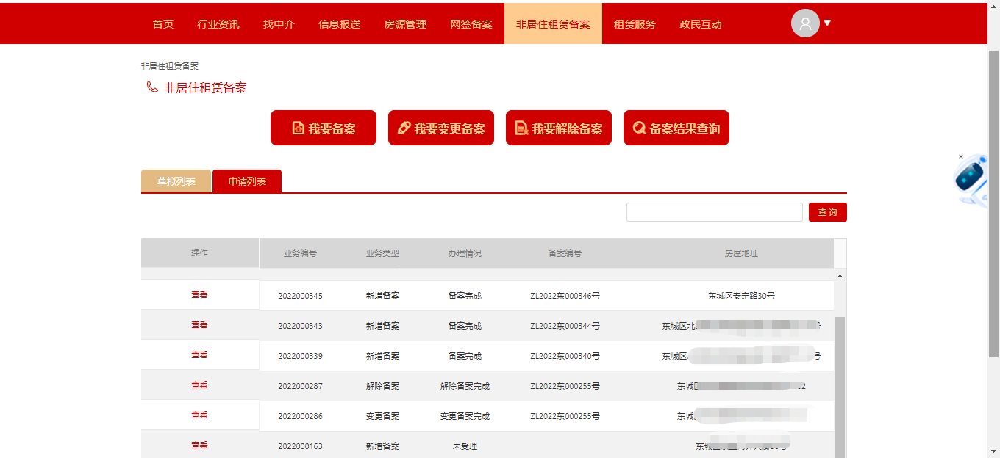 首页 行业资讯 找中介 信息报送 房源管理 网签备案 非居住租赁备案 租赁服务 政民互动
非居住租赁备案
非居住租赁备案
我要备案 我要变更备案 我要解除备案 备案结果查询
×
草拟列表 申请列表
查询
操作 业务编号 业务类型 办理情况 备案编号 房屋地址
查看 2022000345 新增备案 备案完成 ZL2022东000346号 东城区安定路30号
查看 2022000343 新增备案 备案完成 ZL2022东000344号 东城区北 号
查看 2022000339 新增备案 备案完成 ZL2022东000340号 东城区 号
查看 2022000287 解除备案 解除备案完成 ZL2022东000255号 东城区 02
查看 2022000286 变更备案 变更备案完成 ZL2022东000255号 东城
查看 2022000163 新增备案 未受理 东城